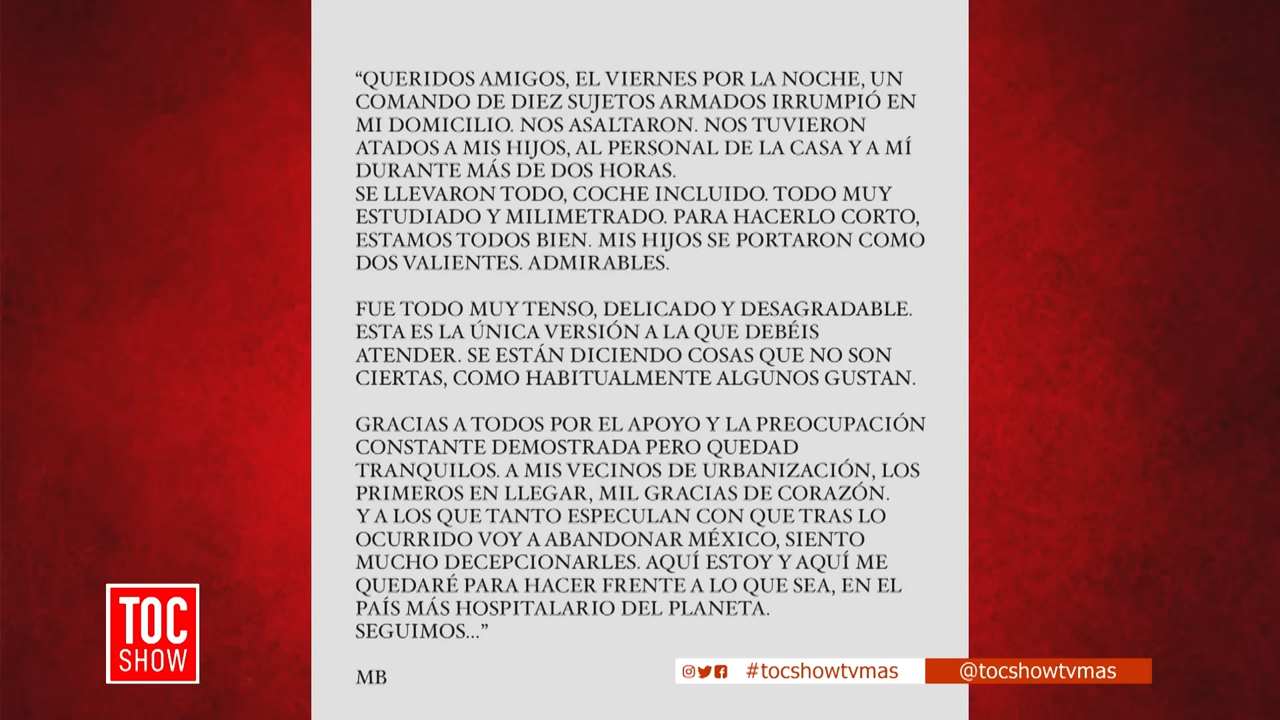 “QUERIDOS AMIGOS, EL VIERNES POR LA NOCHE, UN
COMANDO DE DIEZ SUJETOS ARMADOS IRRUMPIÓ EN
MI DOMICILIO. NOS ASALTARON. NOS TUVIERON
ATADOS A MIS HIJOS, AL PERSONAL DE LA CASA Y A MÍ
DURANTE MÁS DE DOS HORAS.
SE LLEVARON TODO, COCHE INCLUIDO. TODO MUY
ESTUDIADO Y MILIMETRADO. PARA HACERLO CORTO,
ESTAMOS TODOS BIEN. MIS HIJOS SE PORTARON COMO
DOS VALIENTES. ADMIRABLES.
FUE TODO MUY TENSO, DELICADO Y DESAGRADABLE.
ESTA ES LA ÚNICA VERSIÓN A LA QUE DEBÉIS
ATENDER. SE ESTÁN DICIENDO COSAS QUE NO SON
CIERTAS, COMO HABITUALMENTE ALGUNOS GUSTAN.
GRACIAS A TODOS POR EL APOYO Y LA PREOCUPACIÓN
CONSTANTE DEMOSTRADA PERO QUEDAD
TRANQUILOS. A MIS VECINOS DE URBANIZACIÓN, LOS
PRIMEROS EN LLEGAR, MIL GRACIAS DE CORAZÓN.
Y A LOS QUE TANTO ESPECULAN CON QUE TRAS LO
OCURRIDO VOY A ABANDONAR MÉXICO, SIENTO
MUCHO DECEPCIONARLES. AQUÍ ESTOY Y AQUÍ ME
QUEDARÉ PARA HACER FRENTE A LO QUE SEA, EN EL
PAÍS MÁS HOSPITALARIO DEL PLANETA.
SEGUIMOS...”
MB
TOC
SHOW
#tocshowtvmas
@tocshowtvmas